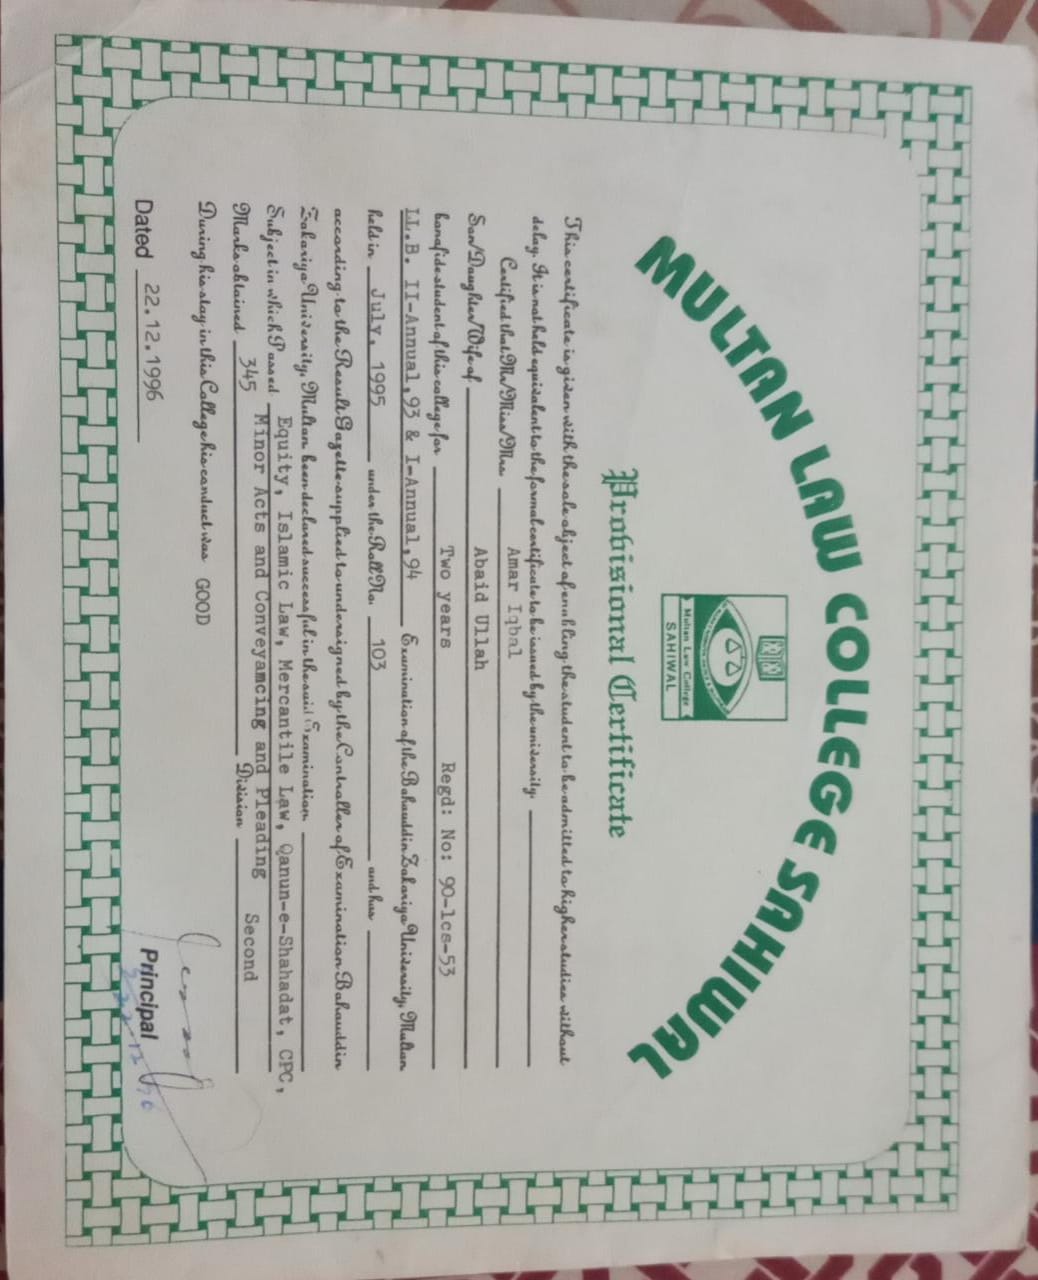 MULTAN LAW COLLEGE SAHIWAL
Multan Law College
SAHIWAL
Provisional Certificate
This certificate is given with the sole object of enabling the student to be admitted to higher studies without
delay. It is not held equivalent to the formal certificate to be issued by the university.
Certified that Mr/Miss/Mrs. Amar Iqbal
Son/Daughter/Wife of Abaid Ullah
bonafide student of this college for Two years Regd: No: 90-lcs-53
LL.B. II-Annual,93 & I-Annual,94 Examination of the Bahauddin Zakariya University, Multan
held in July, 1995 under the Roll No. 103 and has
according to the Result Gazette supplied to undersigned by the Controller of Examination Bahauddin
Zakariya University, Multan been declared successful in the said Examination
Subject in which Passed Equity, Islamic Law, Mercantile Law, Qanun-e-Shahadat, CPC,
Minor Acts and Conveyamcing and Pleading
Marks obtained 345 Division Second
During his stay in this College his conduct was GOOD
Dated 22.12.1996
Principal